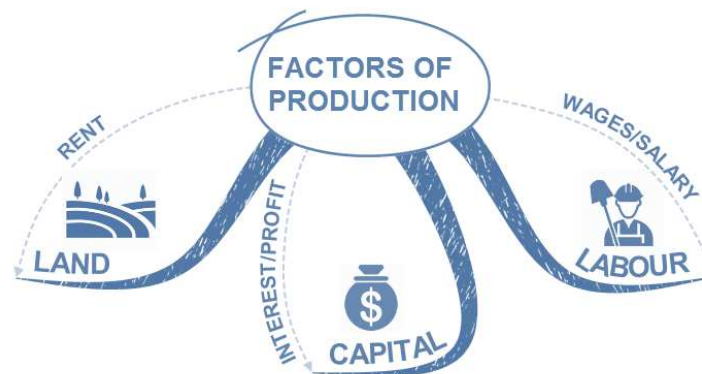 FACTORS OF
PRODUCTION
RENT
LAND
INTEREST/PROFIT
$
CAPITAL
WAGES/SALARY
LABOUR